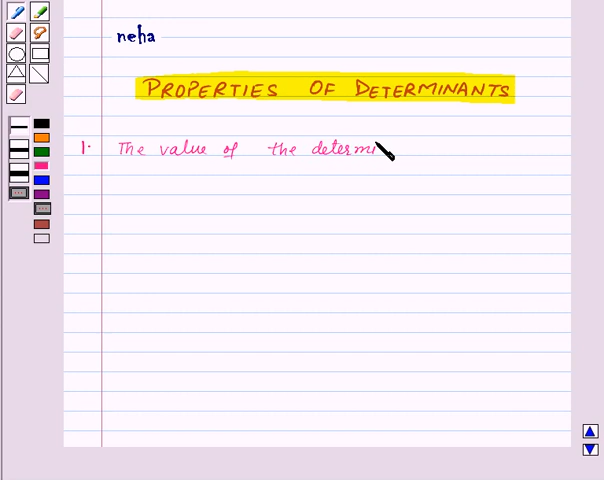 neha
PROPERTIES OF DETERMINANTS
1. The value of the determi